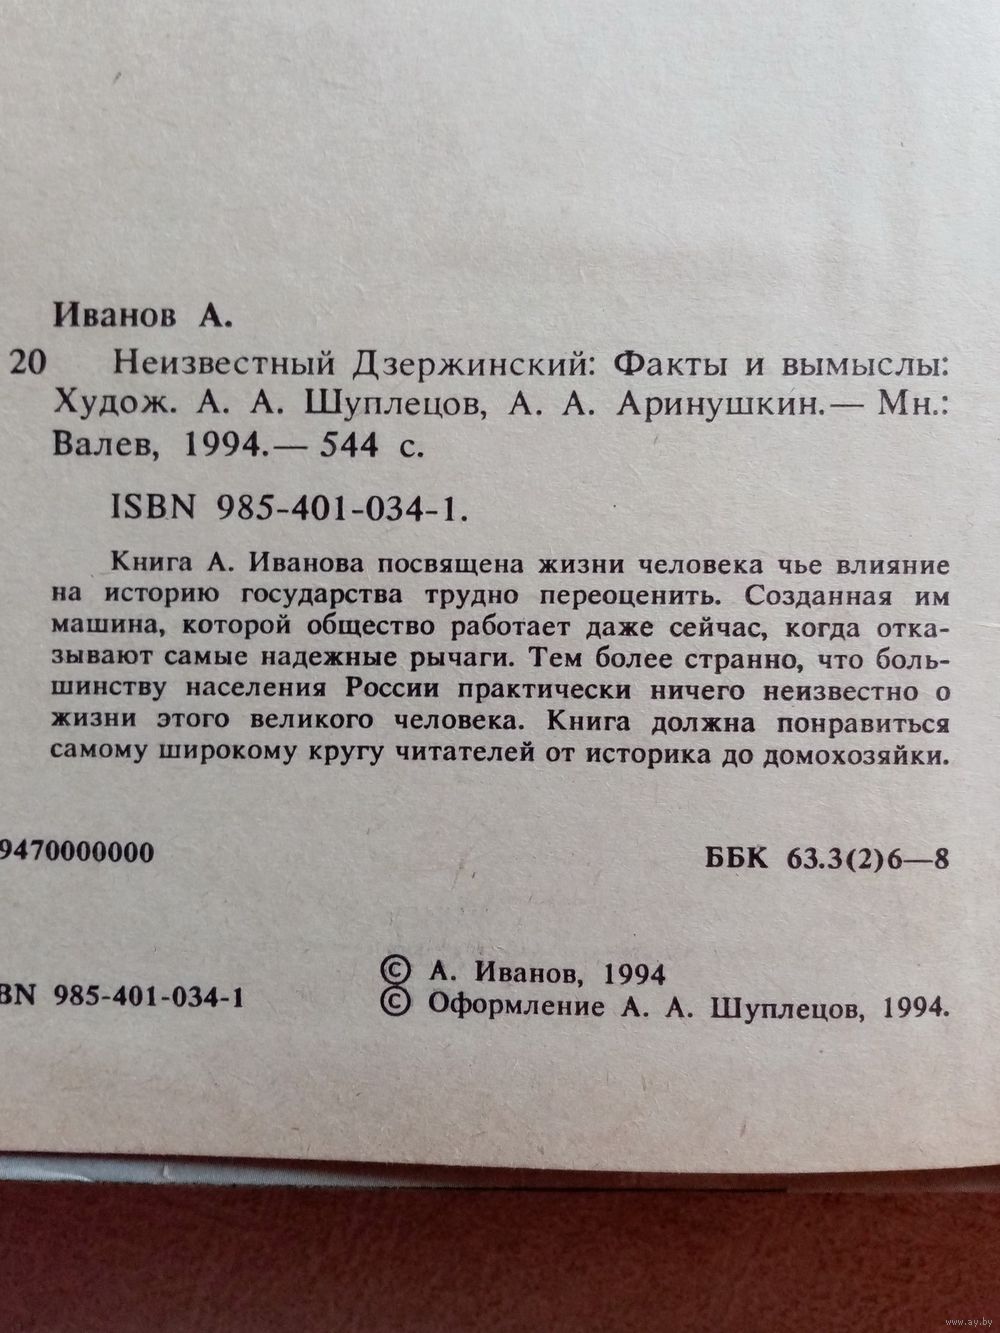 Иванов А.
20 Неизвестный Дзержинский: Факты и вымыслы:
Худож. А. А. Шуплецов, А. А. Аринушкин.— Мн.:
Валев, 1994.— 544 с.
ISBN 985-401-034-1.
Книга А. Иванова посвящена жизни человека чье влияние
на историю государства трудно переоценить. Созданная им
машина, которой общество работает даже сейчас, когда отка-
зывают самые надежные рычаги. Тем более странно, что боль-
шинству населения России практически ничего неизвестно о
жизни этого великого человека. Книга должна понравиться
самому широкому кругу читателей от историка до домохозяйки.
9470000000
ББК 63.3(2)6—8
BN 985-401-034-1
© А. Иванов, 1994
© Оформление А. А. Шуплецов, 1994.
www.ay.by